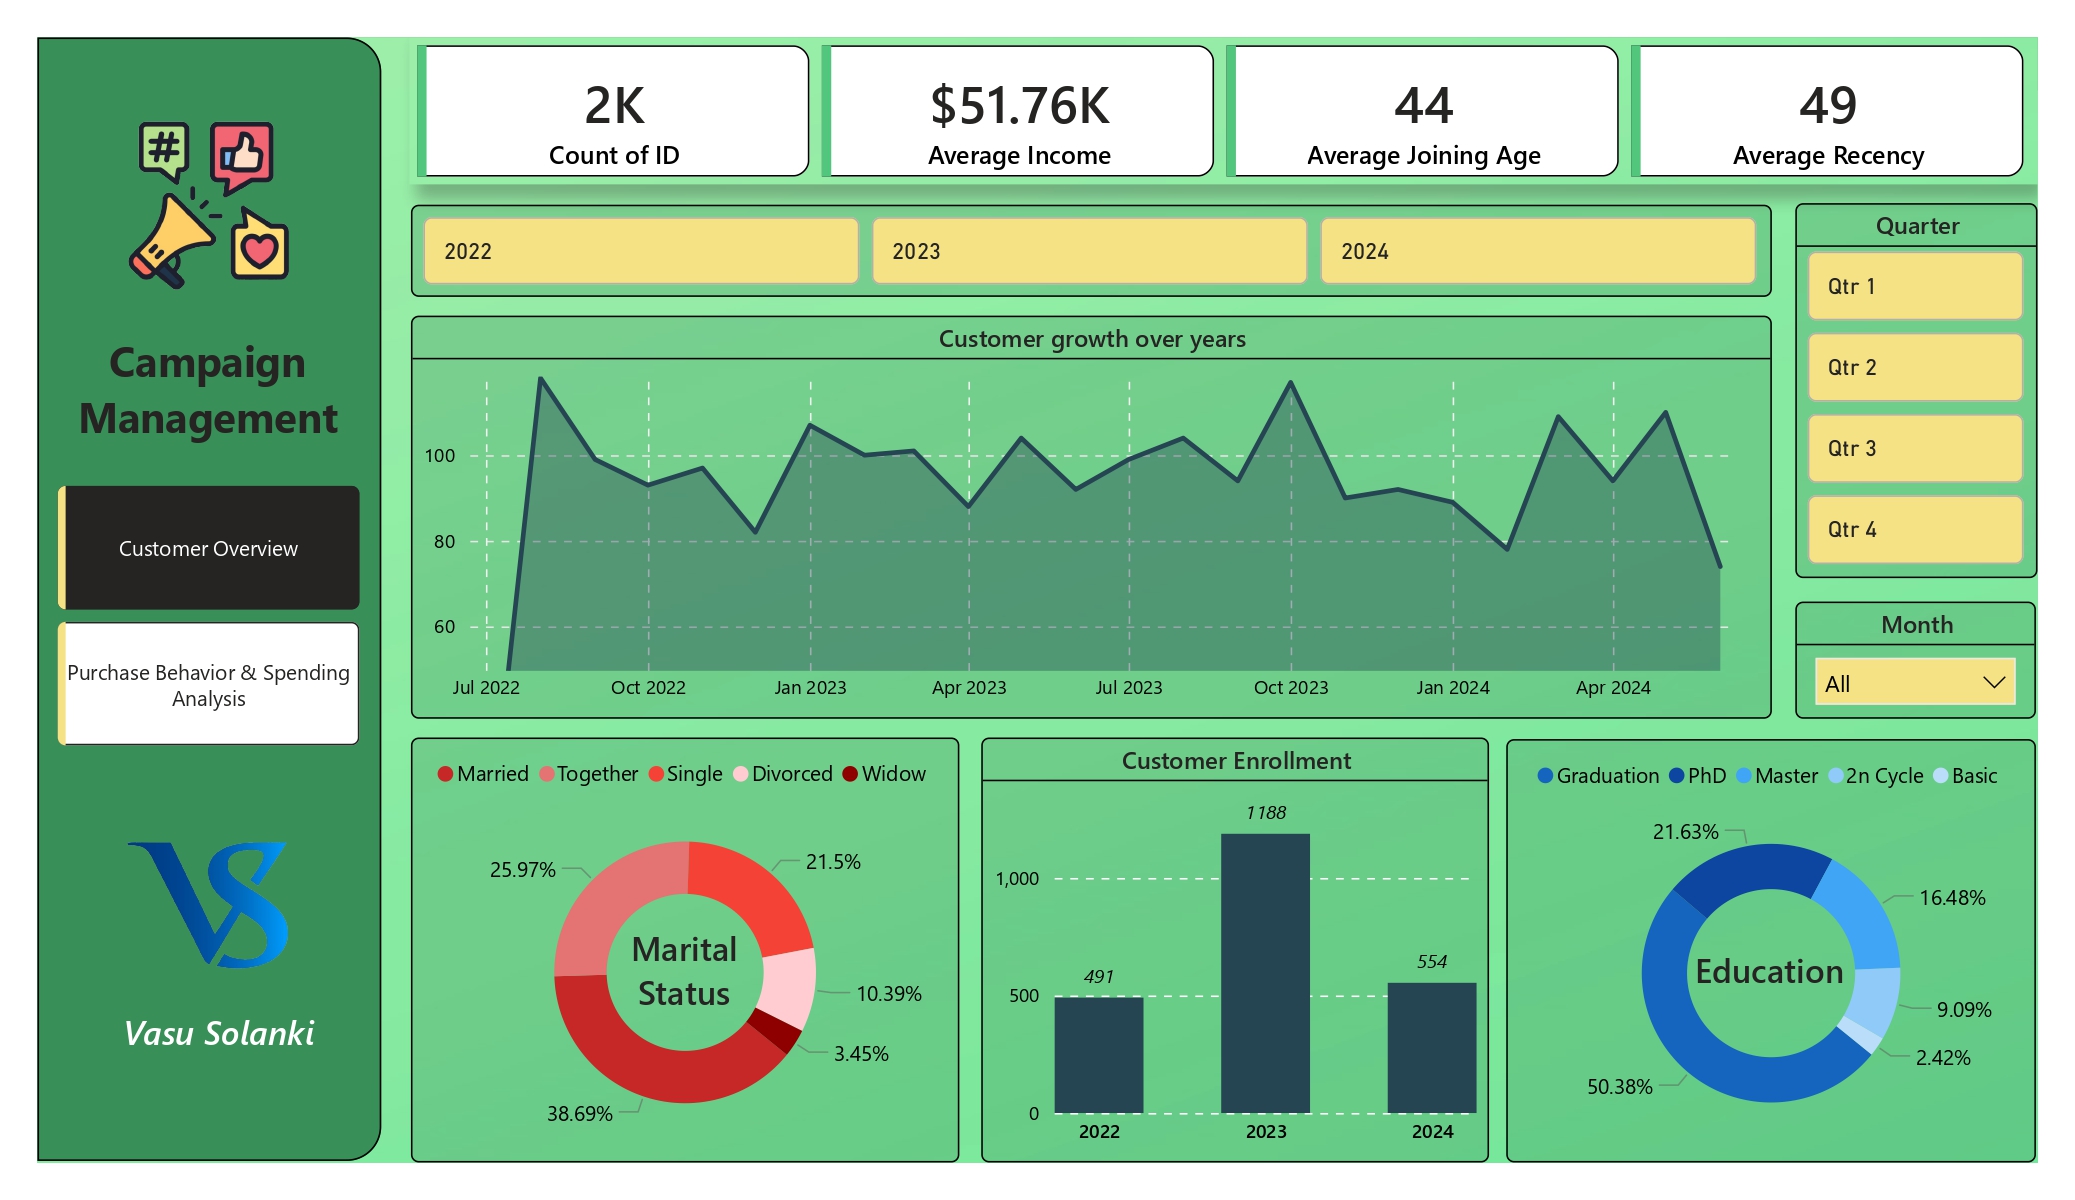 #
Campaign
Management
Customer Overview
Purchase Behavior & Spending
Analysis
VS
Vasu Solanki
2K
Count of ID
$51.76K
Average Income
44
Average Joining Age
49
Average Recency
2022
2023
2024
Quarter
Qtr 1
Qtr 2
Qtr 3
Qtr 4
Month
All
Customer growth over years
100
80
60
Jul 2022 Oct 2022 Jan 2023 Apr 2023 Jul 2023 Oct 2023 Jan 2024 Apr 2024
Married Together Single Divorced Widow
25.97%
21.5%
Marital
Status
10.39%
3.45%
38.69%
Customer Enrollment
1188
1,000
491
554
500
0
2022 2023 2024
Graduation PhD Master 2n Cycle Basic
21.63%
16.48%
Education
9.09%
2.42%
50.38%